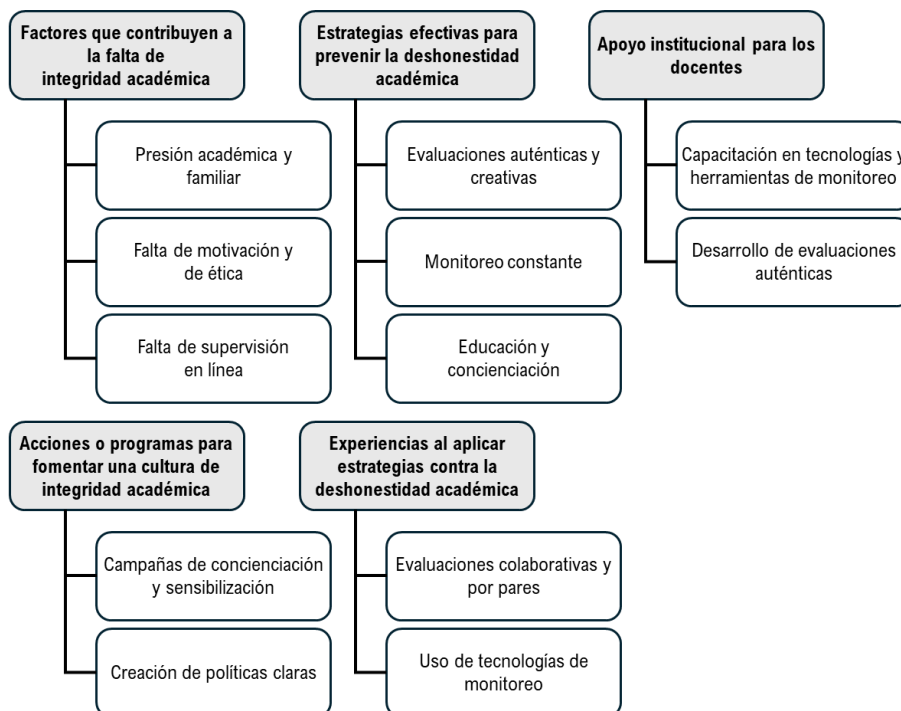 Factores que contribuyen a
la falta de
integridad académica
Presión académica y
familiar
Falta de motivación y
de ética
Falta de supervisión
en línea
Estrategias efectivas para
prevenir la deshonestidad
académica
Evaluaciones auténticas y
creativas
Monitoreo constante
Educación y
concienciación
Apoyo institucional para los
docentes
Capacitación en tecnologías y
herramientas de monitoreo
Desarrollo de evaluaciones
auténticas
Acciones o programas para
fomentar una cultura de
integridad académica
Campañas de concienciación
y sensibilización
Creación de políticas claras
Experiencias al aplicar
estrategias contra la
deshonestidad académica
Evaluaciones colaborativas y
por pares
Uso de tecnologías de
monitoreo